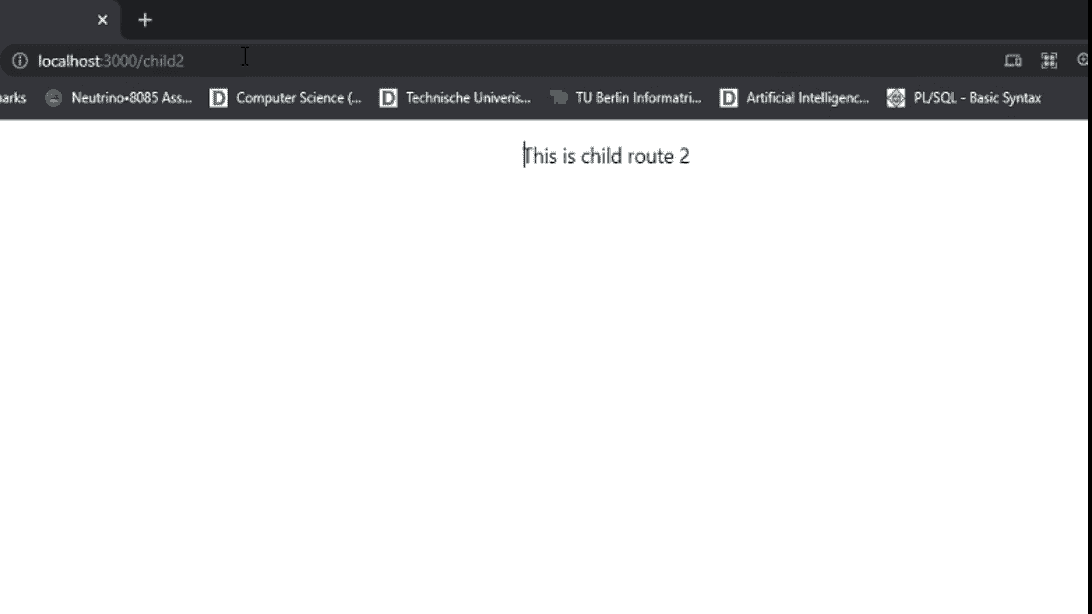 localhost:3000/child2
arks Neutrino•8085 Ass... Computer Science (... Technische Univeris... TU Berlin Informatri... Artificial Intelligenc... PL/SQL - Basic Syntax
This is child route 2